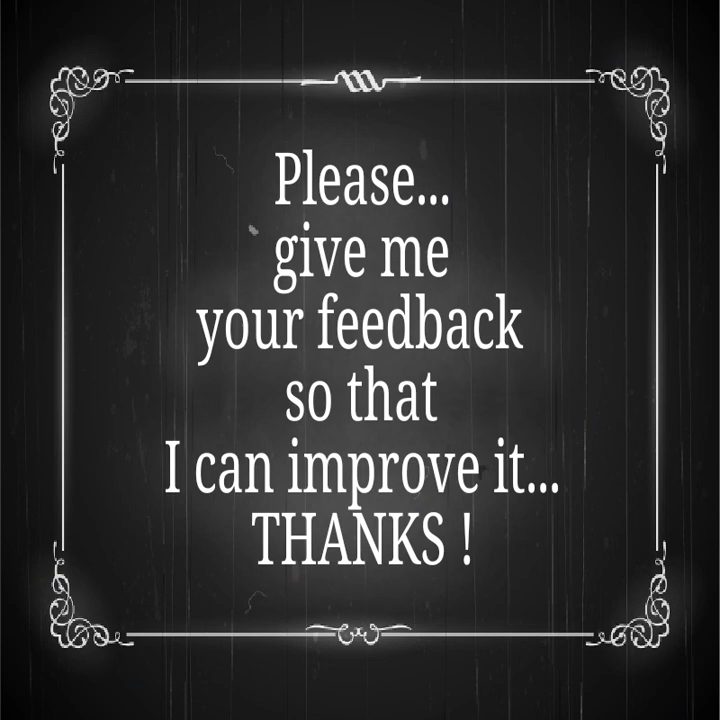 Please...
give me
your feedback
so that
I can improve it...
THANKS !